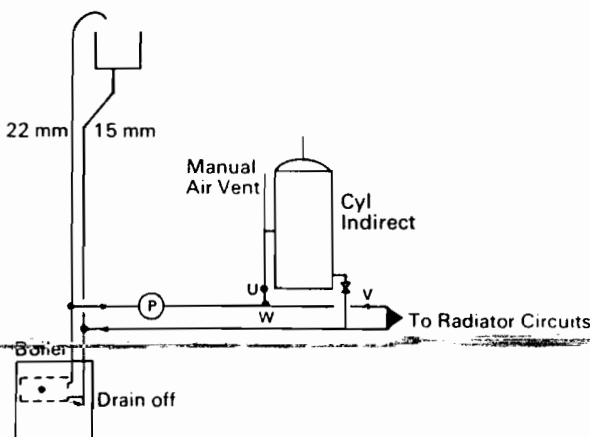 22 mm
15 mm
Manual
Air Vent
Cyl
Indirect
U
P
W
V
To Radiator Circuits
Boiler
Drain off